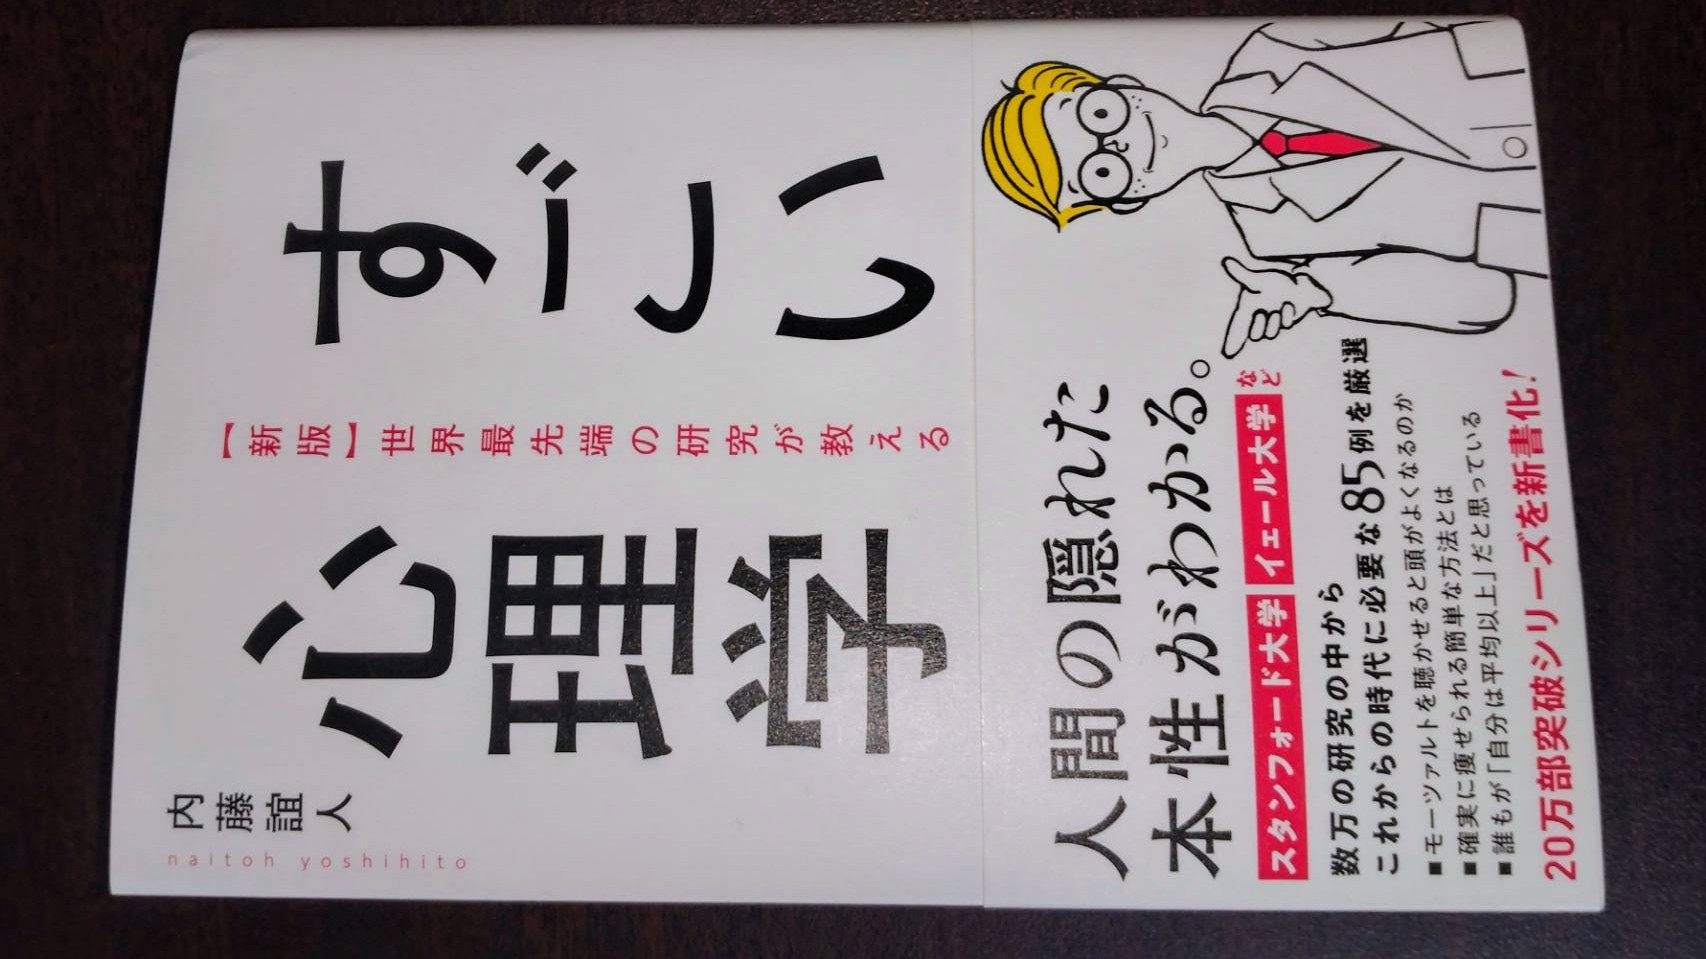 【新版】世界最先端の研究が教える
すごい
心理学
内藤誼人
naitoh yoshihito
人間の隠れた
本性がわかる。
スタンフォード大学 イェール大学 など
数万の研究の中から
これからの時代に必要な85例を厳選
■モーツァルトを聴かせると頭がよくなるのか
■確実に痩せられる簡単な方法とは
■誰もが「自分は平均以上」だと思っている
20万部突破シリーズを新書化!